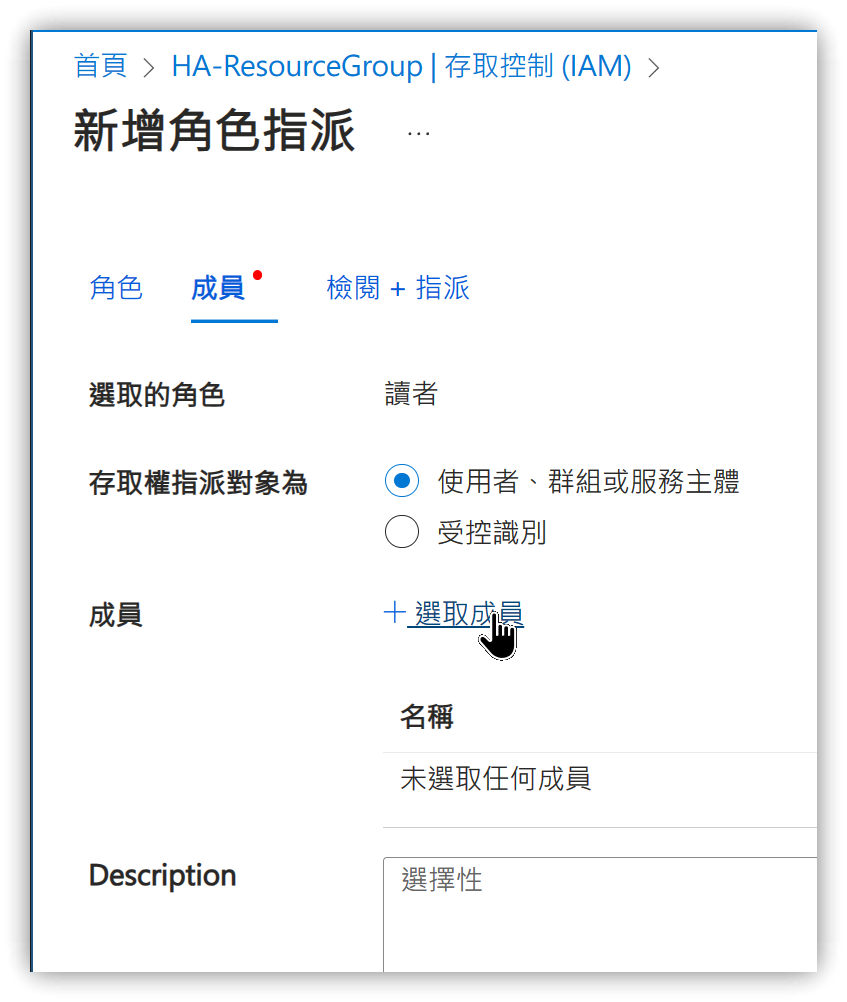 首頁 > HA-ResourceGroup | 存取控制 (IAM) >
新增角色指派 ...
角色 成員 檢閱 + 指派
選取的角色 讀者
存取權指派對象為 使用者、群組或服務主體
受控識別
成員 + 選取成員
名稱
未選取任何成員
Description 選擇性